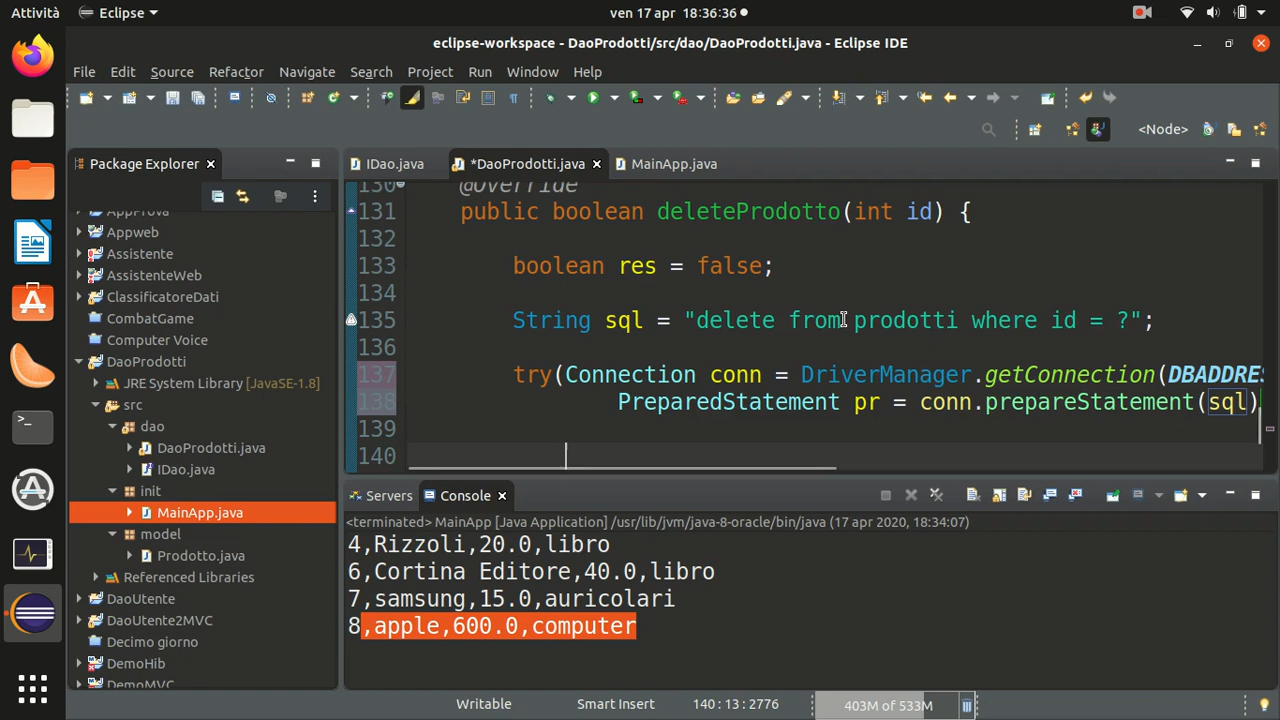 Attività
Eclipse
ven 17 apr 18:36:36
eclipse-workspace - DaoProdotti/src/dao/DaoProdotti.java - Eclipse IDE
File Edit Source Refactor Navigate Search Project Run Window Help
<Node>
Package Explorer
AppProva
Appweb
Assistente
AssistenteWeb
ClassificatoreDati
CombatGame
Computer Voice
DaoProdotti
JRE System Library [JavaSE-1.8]
src
dao
DaoProdotti.java
IDao.java
init
MainApp.java
model
Prodotto.java
Referenced Libraries
DaoUtente
DaoUtente2MVC
Decimo giorno
DemoHib
DemoMVC
IDao.java *DaoProdotti.java MainApp.java
130 @Override
131 public boolean deleteProdotto(int id) {
132
133 boolean res = false;
134
135 String sql = "delete from prodotti where id = ?";
136
137 try(Connection conn = DriverManager.getConnection(DBADDRES
138 PreparedStatement pr = conn.prepareStatement(sql)
139
140
Servers Console
<terminated> MainApp [Java Application] /usr/lib/jvm/java-8-oracle/bin/java (17 apr 2020, 18:34:07)
4,Rizzoli,20.0,libro
6,Cortina Editore,40.0,libro
7,samsung,15.0,auricolari
8,apple,600.0,computer
Writable Smart Insert 140 : 13 : 2776 403M of 533M